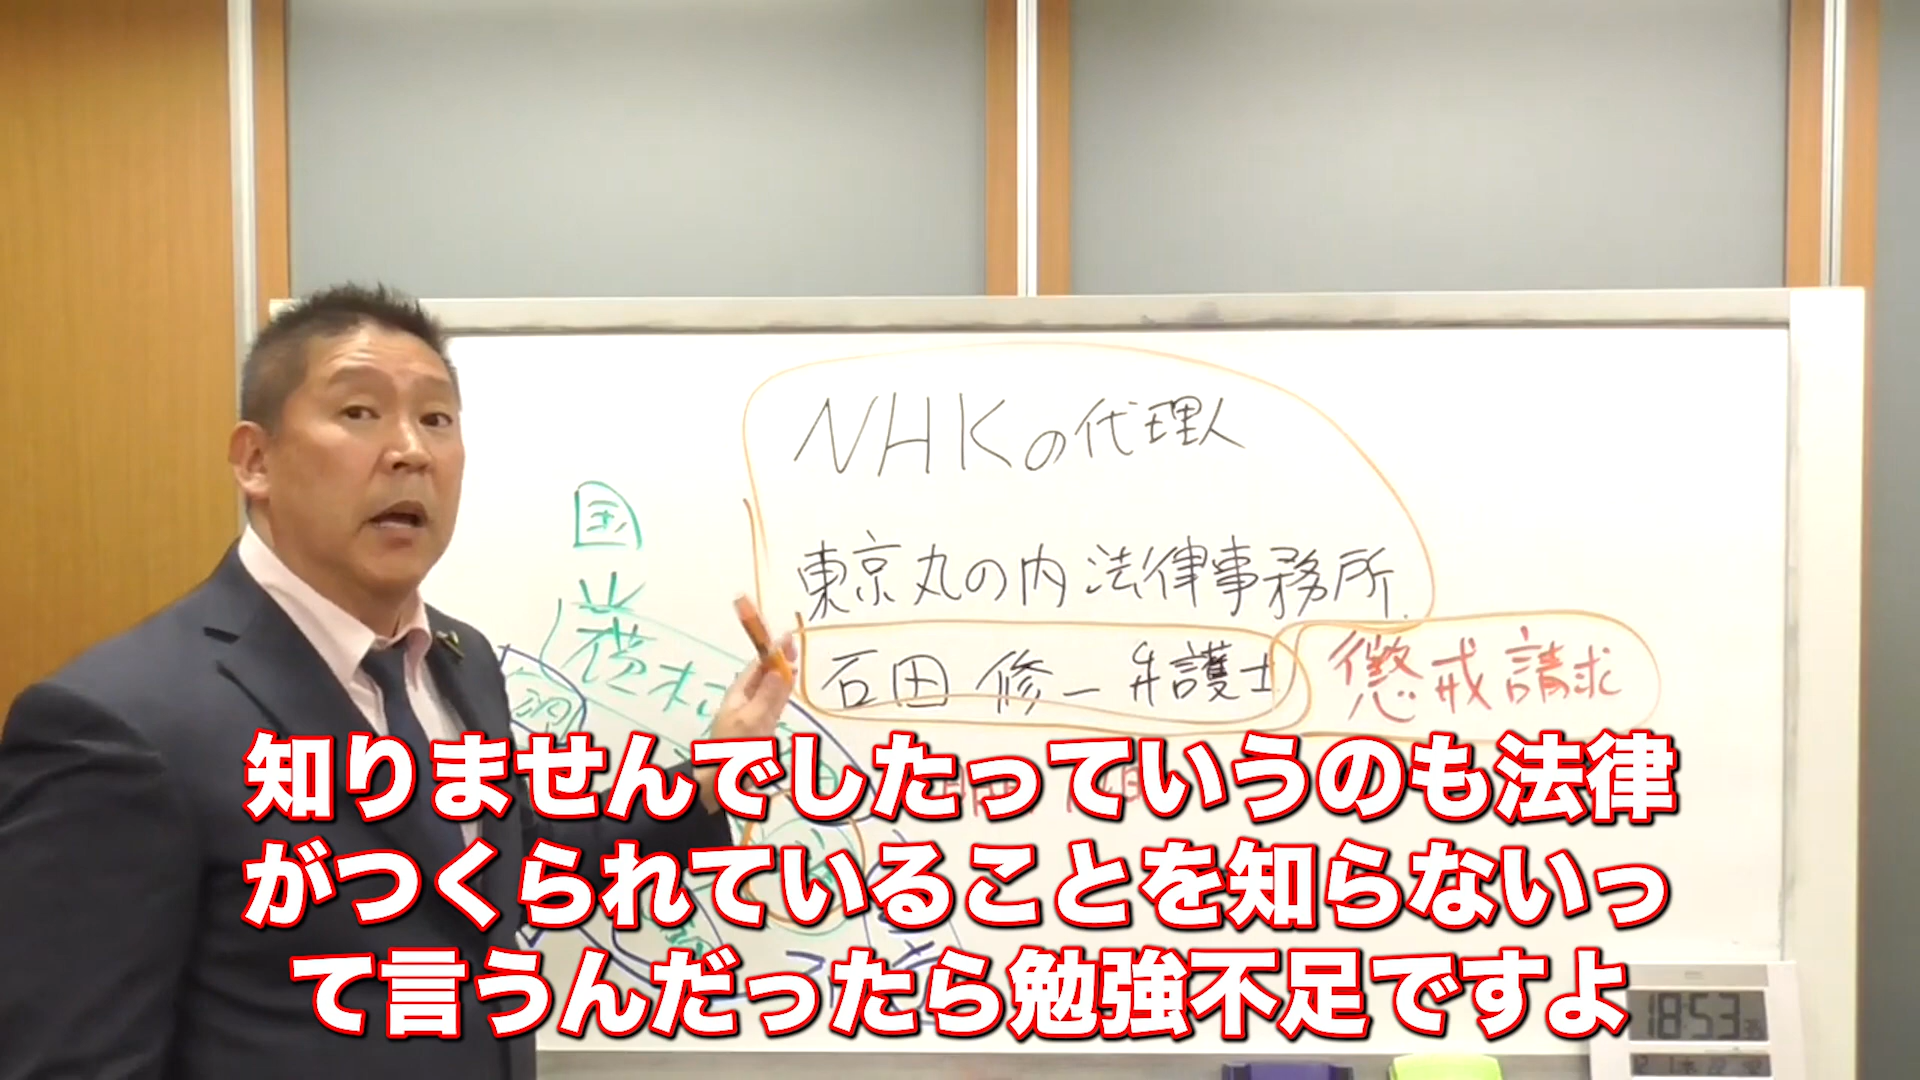 NHKの代理人
国
東京丸の内法律事務所
石田修一弁護士
懲戒請求
知りませんでしたっていうのも法律
がつくられていることを知らないっ
て言うんだったら勉強不足ですよ
18:53